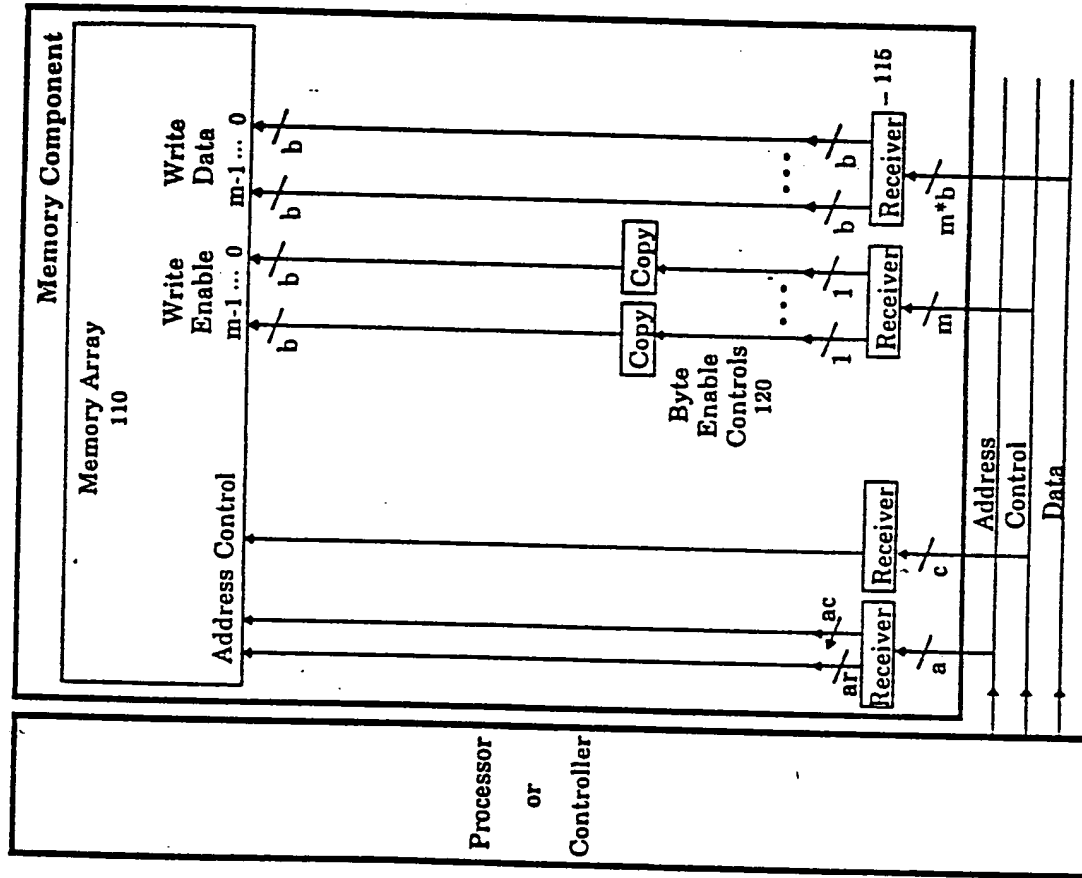 Memory Component
Memory Array
110
Write
Enable
m-1 ... 0
Write
Data
m-1 ... 0
Address Control
b
b
b
b
Copy
Copy
Byte
Enable
Controls
120
ar
ac
1
1
b
b
Receiver
Receiver
Receiver
Receiver
115
a
c
m
m*b
Address
Control
Data
Processor
or
Controller